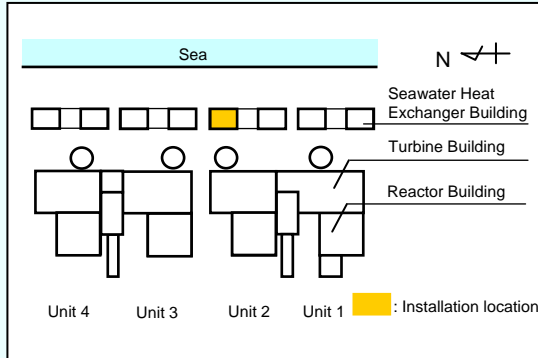 Sea
N
Seawater Heat
Exchanger Building
Turbine Building
Reactor Building
Unit 4
Unit 3
Unit 2
Unit 1
: Installation location